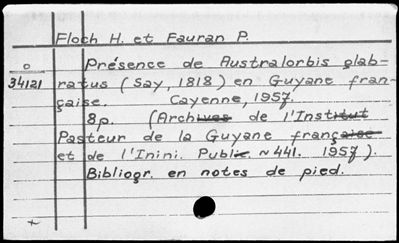 Floch H. et Fauran P.
o Présence de Australorbis glab-
34121 ratus (Say, 1818) en Guyane fran-
çaise. Cayenne, 1957.
8p. (Archives de l'Institut
Pasteur de la Guyane française
et de l'Inini. Public. N 441. 1957).
Bibliogr. en notes de pied.
x